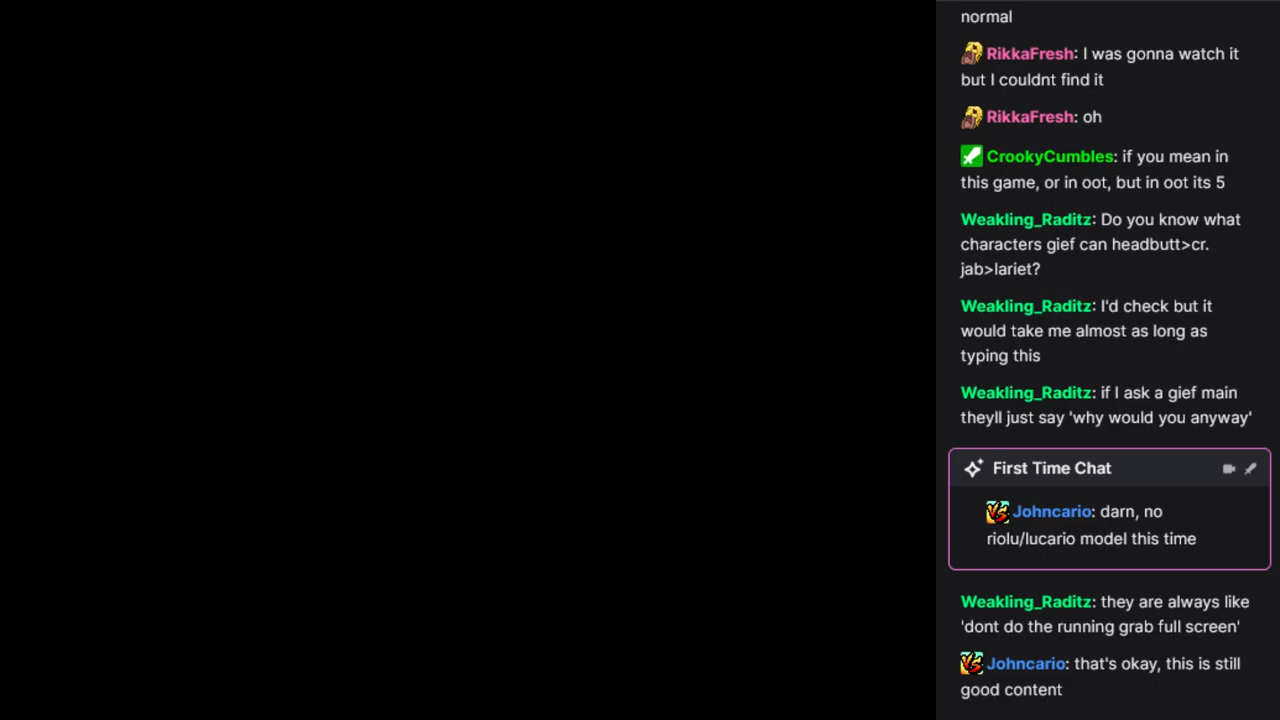 normal
RikkaFresh: I was gonna watch it
but I couldnt find it
RikkaFresh: oh
CrookyCumbles: if you mean in
this game, or in oot, but in oot its 5
Weakling_Raditz: Do you know what
characters gief can headbutt>cr.
jab>lariet?
Weakling_Raditz: I'd check but it
would take me almost as long as
typing this
Weakling_Raditz: if I ask a gief main
theyll just say 'why would you anyway'
First Time Chat
Johncario: darn, no
riolu/lucario model this time
Weakling_Raditz: they are always like
'dont do the running grab full screen'
Johncario: that's okay, this is still
good content